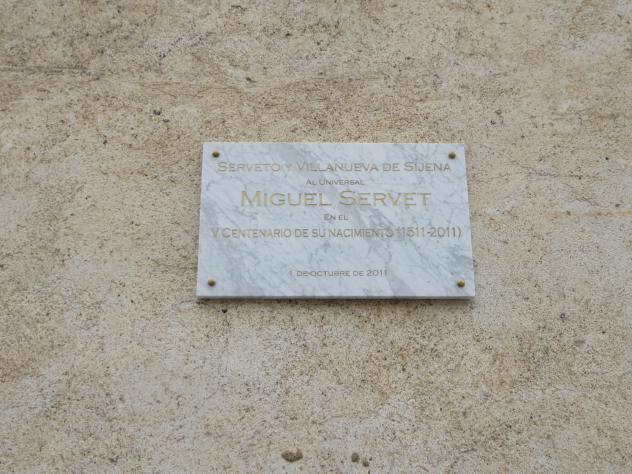 Serveto y Villanueva de Sijena
al Universal
Miguel Servet
en el
V Centenario de su nacimiento (1511-2011)
1 de octubre de 2011